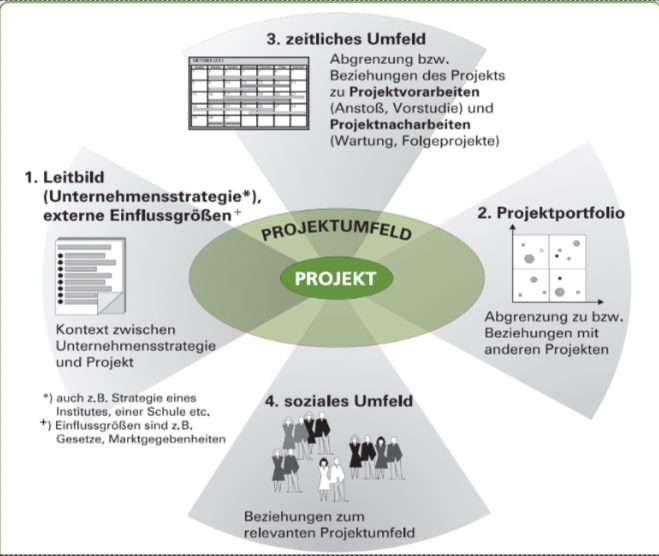 3. zeitliches Umfeld
Abgrenzung bzw.
Beziehungen des Projekts
zu Projektvorarbeiten
(Anstoß, Vorstudie) und
Projektnacharbeiten
(Wartung, Folgeprojekte)
1. Leitbild
(Unternehmensstrategie*),
externe Einflussgrößen+
Kontext zwischen
Unternehmensstrategie
und Projekt
*) auch z.B. Strategie eines
Institutes, einer Schule etc.
+) Einflussgrößen sind z.B.
Gesetze, Marktgegebenheiten
PROJEKTUMFELD
PROJEKT
2. Projektportfolio
Abgrenzung zu bzw.
Beziehungen mit
anderen Projekten
4. soziales Umfeld
Beziehungen zum
relevanten Projektumfeld